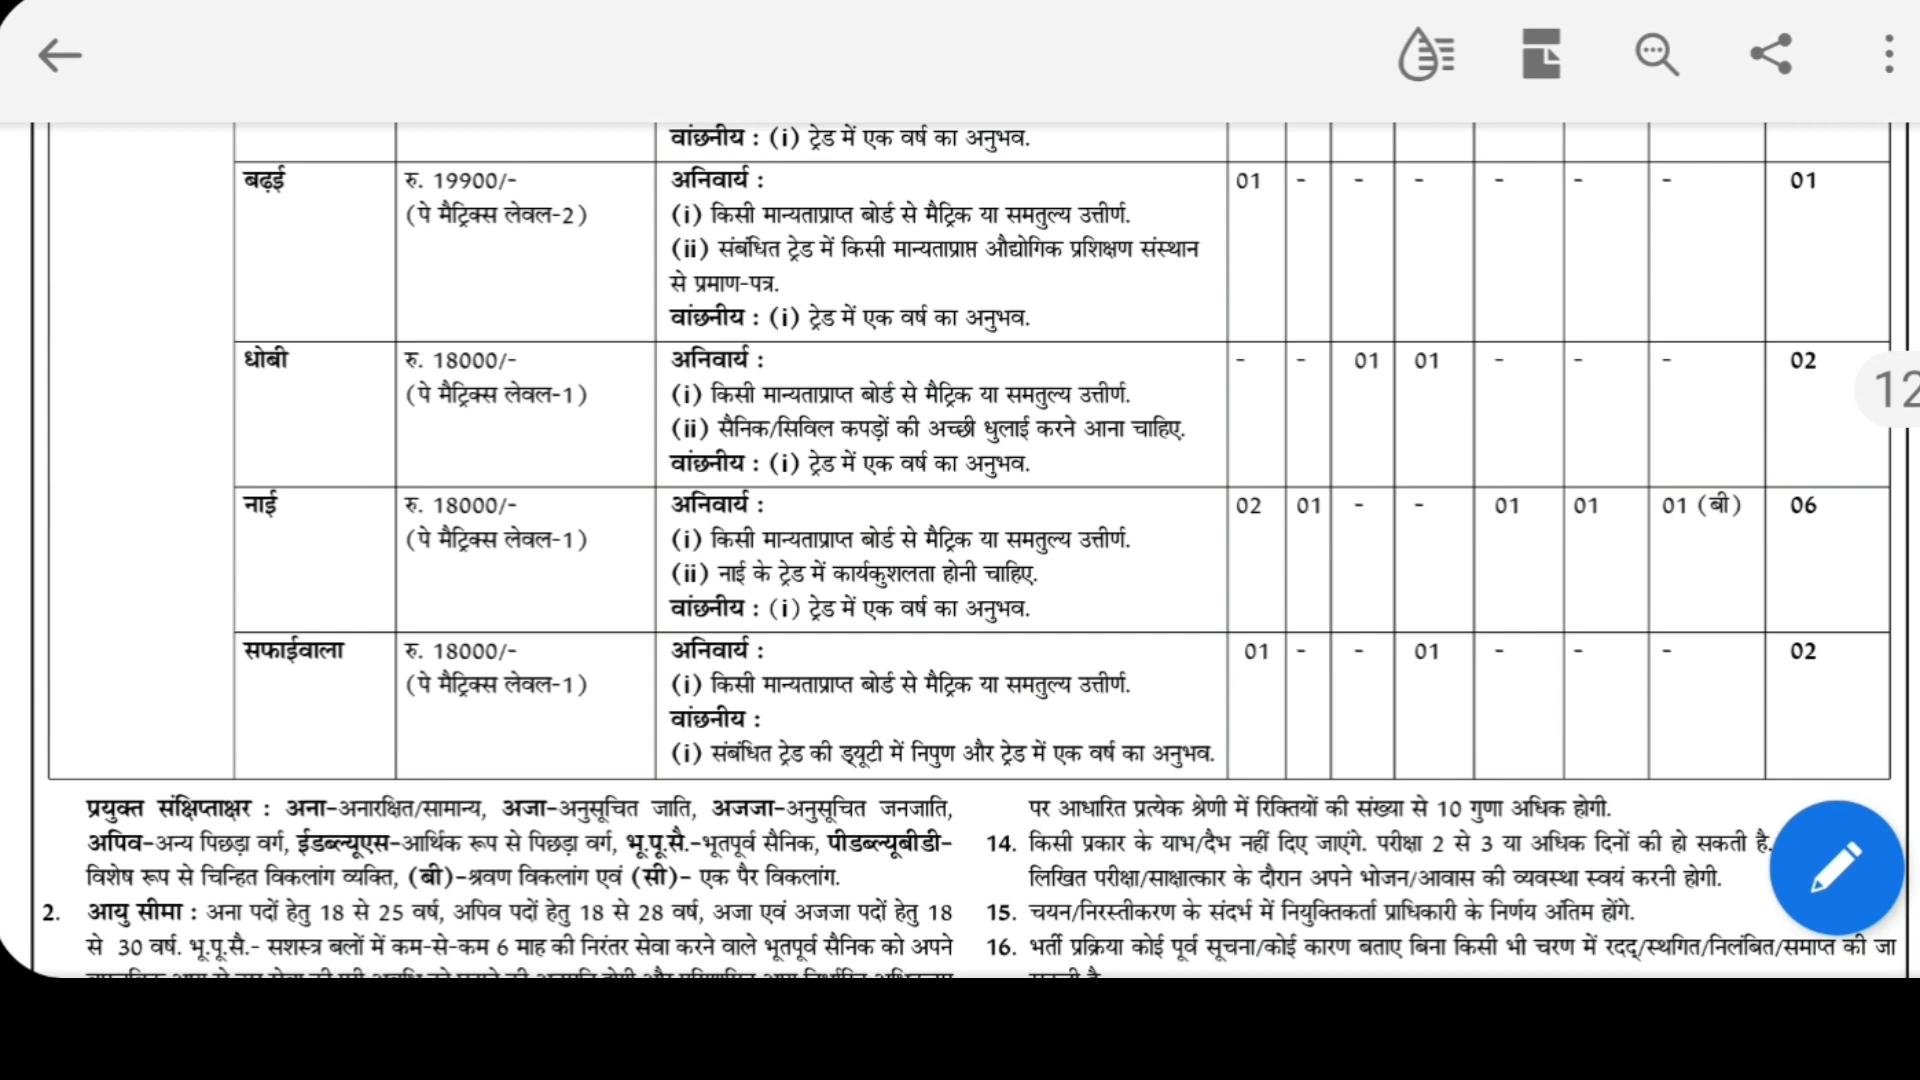 वांछनीय : (i) ट्रेड में एक वर्ष का अनुभव.
बढ़ई रु. 19900/- अनिवार्य : 01 - - - - - - 01
(पे मैट्रिक्स लेवल-2) (i) किसी मान्यताप्राप्त बोर्ड से मैट्रिक या समतुल्य उत्तीर्ण.
(ii) संबंधित ट्रेड में किसी मान्यताप्राप्त औद्योगिक प्रशिक्षण संस्थान
से प्रमाण-पत्र.
वांछनीय : (i) ट्रेड में एक वर्ष का अनुभव.
धोबी रु. 18000/- अनिवार्य : - - 01 01 - - - 02
(पे मैट्रिक्स लेवल-1) (i) किसी मान्यताप्राप्त बोर्ड से मैट्रिक या समतुल्य उत्तीर्ण.
12
(ii) सैनिक/सिविल कपड़ों की अच्छी धुलाई करने आना चाहिए.
वांछनीय : (i) ट्रेड में एक वर्ष का अनुभव.
नाई रु. 18000/- अनिवार्य : 02 01 - - 01 01 01 (बी) 06
(पे मैट्रिक्स लेवल-1) (i) किसी मान्यताप्राप्त बोर्ड से मैट्रिक या समतुल्य उत्तीर्ण.
(ii) नाई के ट्रेड में कार्यकुशलता होनी चाहिए.
वांछनीय : (i) ट्रेड में एक वर्ष का अनुभव.
सफाईवाला रु. 18000/- अनिवार्य : 01 - - 01 - - - 02
(पे मैट्रिक्स लेवल-1) (i) किसी मान्यताप्राप्त बोर्ड से मैट्रिक या समतुल्य उत्तीर्ण.
वांछनीय :
(i) संबंधित ट्रेड की ड्यूटी में निपुण और ट्रेड में एक वर्ष का अनुभव.
प्रयुक्त संक्षिप्ताक्षर : अना-अनारक्षित/सामान्य, अजा-अनुसूचित जाति, अजजा-अनुसूचित जनजाति,
अपिव-अन्य पिछड़ा वर्ग, ईडब्ल्यूएस-आर्थिक रूप से पिछड़ा वर्ग, भू.पू.सै.-भूतपूर्व सैनिक, पीडब्ल्यूबीडी-
विशेष रूप से चिन्हित विकलांग व्यक्ति, (बी)-श्रवण विकलांग एवं (सी)- एक पैर विकलांग.
2. आयु सीमा : अना पदों हेतु 18 से 25 वर्ष, अपिव पदों हेतु 18 से 28 वर्ष, अजा एवं अजजा पदों हेतु 18
से 30 वर्ष. भू.पू.सै.- सशस्त्र बलों में कम-से-कम 6 माह की निरंतर सेवा करने वाले भूतपूर्व सैनिक को अपने
पर आधारित प्रत्येक श्रेणी में रिक्तियों की संख्या से 10 गुणा अधिक होगी.
14. किसी प्रकार के याभ/दैभ नहीं दिए जाएंगे. परीक्षा 2 से 3 या अधिक दिनों की हो सकती है.
लिखित परीक्षा/साक्षात्कार के दौरान अपने भोजन/आवास की व्यवस्था स्वयं करनी होगी.
15. चयन/निरस्तीकरण के संदर्भ में नियुक्तिकर्ता प्राधिकारी के निर्णय अंतिम होंगे.
16. भर्ती प्रक्रिया कोई पूर्व सूचना/कोई कारण बताए बिना किसी भी चरण में रदद्/स्थगित/निलंबित/समाप्त की जा